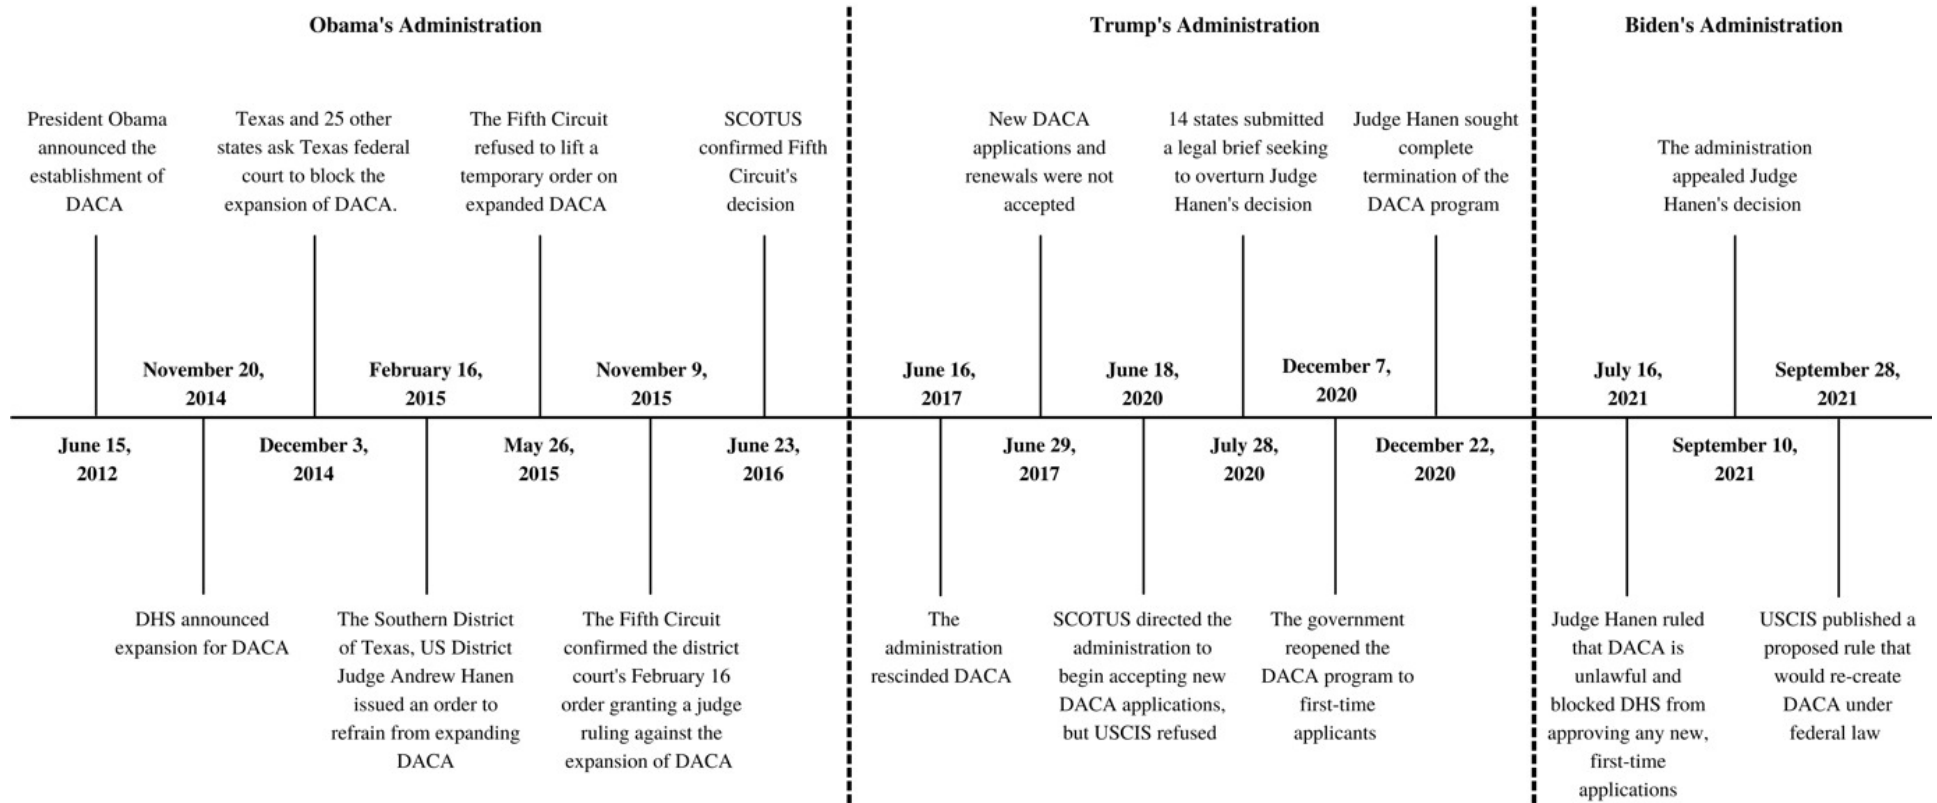 Obama's Administration
Trump's Administration
Biden's Administration
President Obama
announced the
establishment of
DACA
Texas and 25 other
states ask Texas federal
court to block the
expansion of DACA.
The Fifth Circuit
refused to lift a
temporary order on
expanded DACA
SCOTUS
confirmed Fifth
Circuit's
decision
New DACA
applications and
renewals were not
accepted
14 states submitted
a legal brief seeking
to overturn Judge
Hanen's decision
Judge Hanen sought
complete
termination of the
DACA program
The administration
appealed Judge
Hanen's decision
November 20,
2014
February 16,
2015
November 9,
2015
June 16,
2017
June 18,
2020
December 7,
2020
July 16,
2021
September 28,
2021
June 15,
2012
December 3,
2014
May 26,
2015
June 23,
2016
June 29,
2017
July 28,
2020
December 22,
2020
September 10,
2021
DHS announced
expansion for DACA
The Southern District
of Texas, US District
Judge Andrew Hanen
issued an order to
refrain from expanding
DACA
The Fifth Circuit
confirmed the district
court's February 16
order granting a judge
ruling against the
expansion of DACA
The
administration
rescinded DACA
SCOTUS directed the
administration to
begin accepting new
DACA applications,
but USCIS refused
The government
reopened the
DACA program to
first-time
applicants
Judge Hanen ruled
that DACA is
unlawful and
blocked DHS from
approving any new,
first-time
applications
USCIS published a
proposed rule that
would re-create
DACA under
federal law